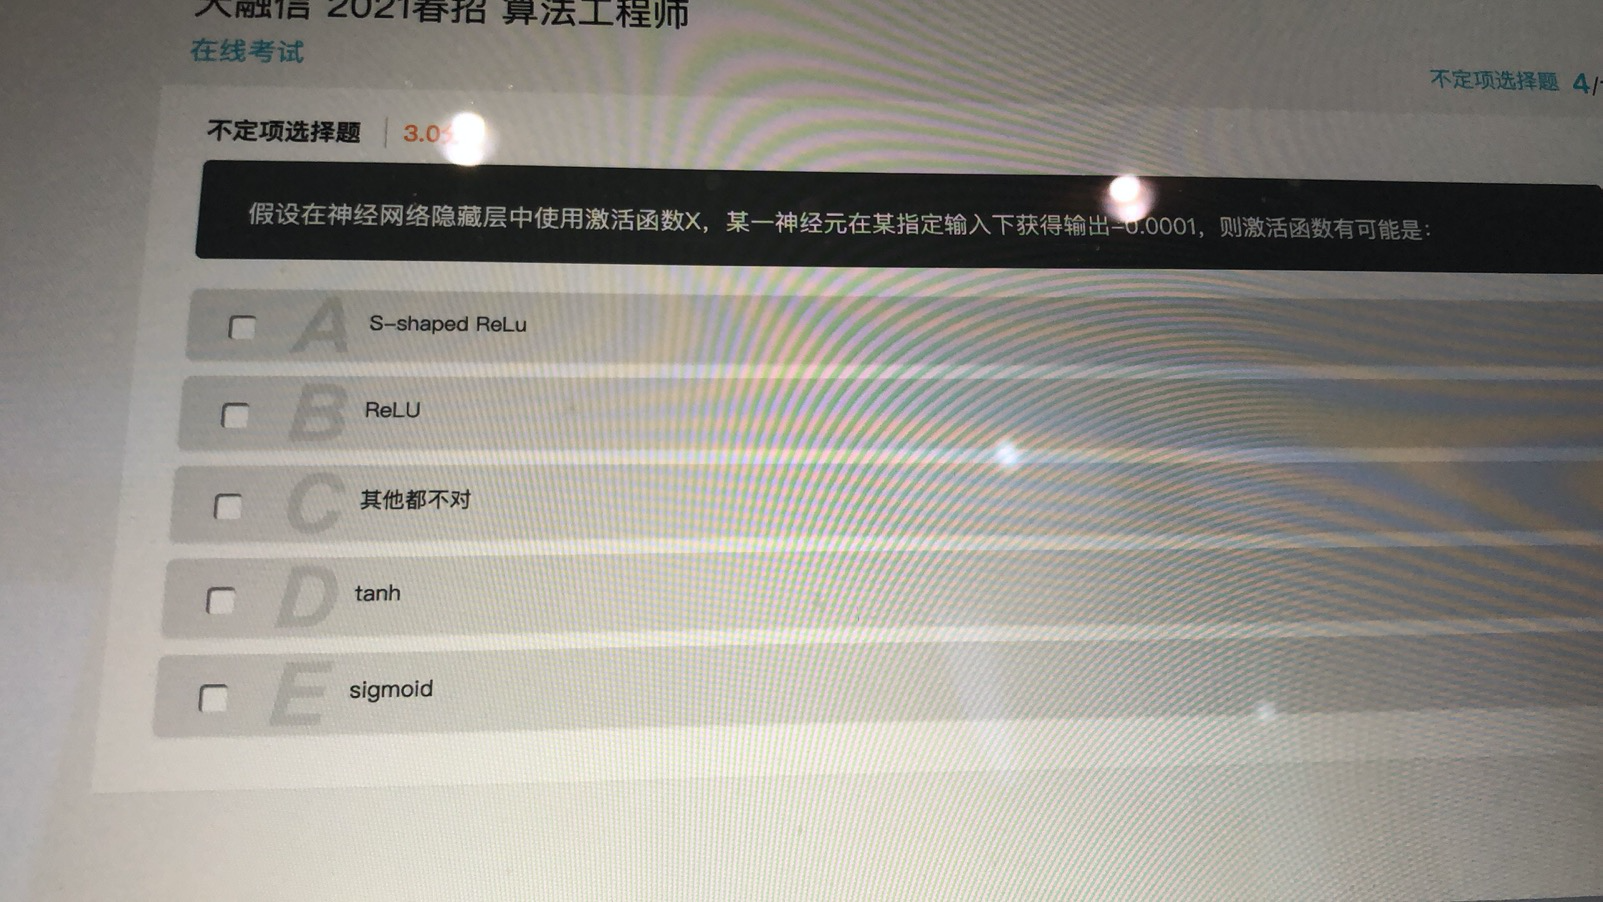 天融信 2021春招 算法工程师
在线考试
不定项选择题 4/
不定项选择题 3.0
假设在神经网络隐藏层中使用激活函数X，某一神经元在某指定输入下获得输出-0.0001，则激活函数有可能是：
A S-shaped ReLu
B ReLU
C 其他都不对
D tanh
E sigmoid